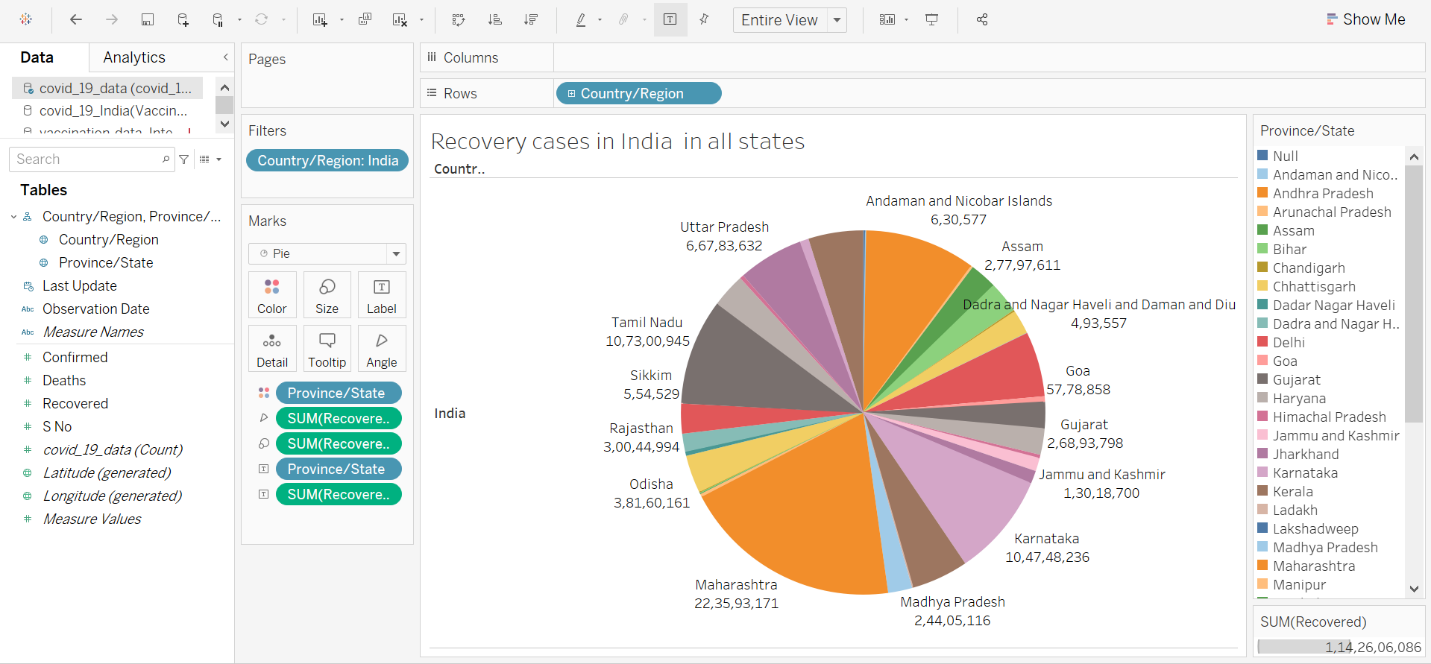 Entire View
Show Me
Data
Analytics
covid_19_data (covid_1...
covid_19_India(Vaccin...
Search
Tables
Country/Region, Province/...
Country/Region
Province/State
Last Update
Abc Observation Date
Abc Measure Names
# Confirmed
# Deaths
# Recovered
# S No
# covid_19_data (Count)
Latitude (generated)
Longitude (generated)
# Measure Values
Pages
Filters
Country/Region: India
Marks
Pie
Color
Size
T
Label
Detail
Tooltip
Angle
Province/State
SUM(Recovere..
SUM(Recovere..
T Province/State
T SUM(Recovere..
Columns
Rows
Country/Region
Recovery cases in India in all states
Countr..
India
Andaman and Nicobar Islands
6,30,577
Assam
2,77,97,611
Dadra and Nagar Haveli and Daman and Diu
4,93,557
Goa
57,78,858
Gujarat
2,68,93,798
Jammu and Kashmir
1,30,18,700
Karnataka
10,47,48,236
Madhya Pradesh
2,44,05,116
Maharashtra
22,35,93,171
Odisha
3,81,60,161
Rajasthan
3,00,44,994
Sikkim
5,54,529
Tamil Nadu
10,73,00,945
Uttar Pradesh
6,67,83,632
Province/State
Null
Andaman and Nico..
Andhra Pradesh
Arunachal Pradesh
Assam
Bihar
Chandigarh
Chhattisgarh
Dadar Nagar Haveli
Dadra and Nagar H..
Delhi
Goa
Gujarat
Haryana
Himachal Pradesh
Jammu and Kashmir
Jharkhand
Karnataka
Kerala
Ladakh
Lakshadweep
Madhya Pradesh
Maharashtra
Manipur
SUM(Recovered)
1,14,26,06,086